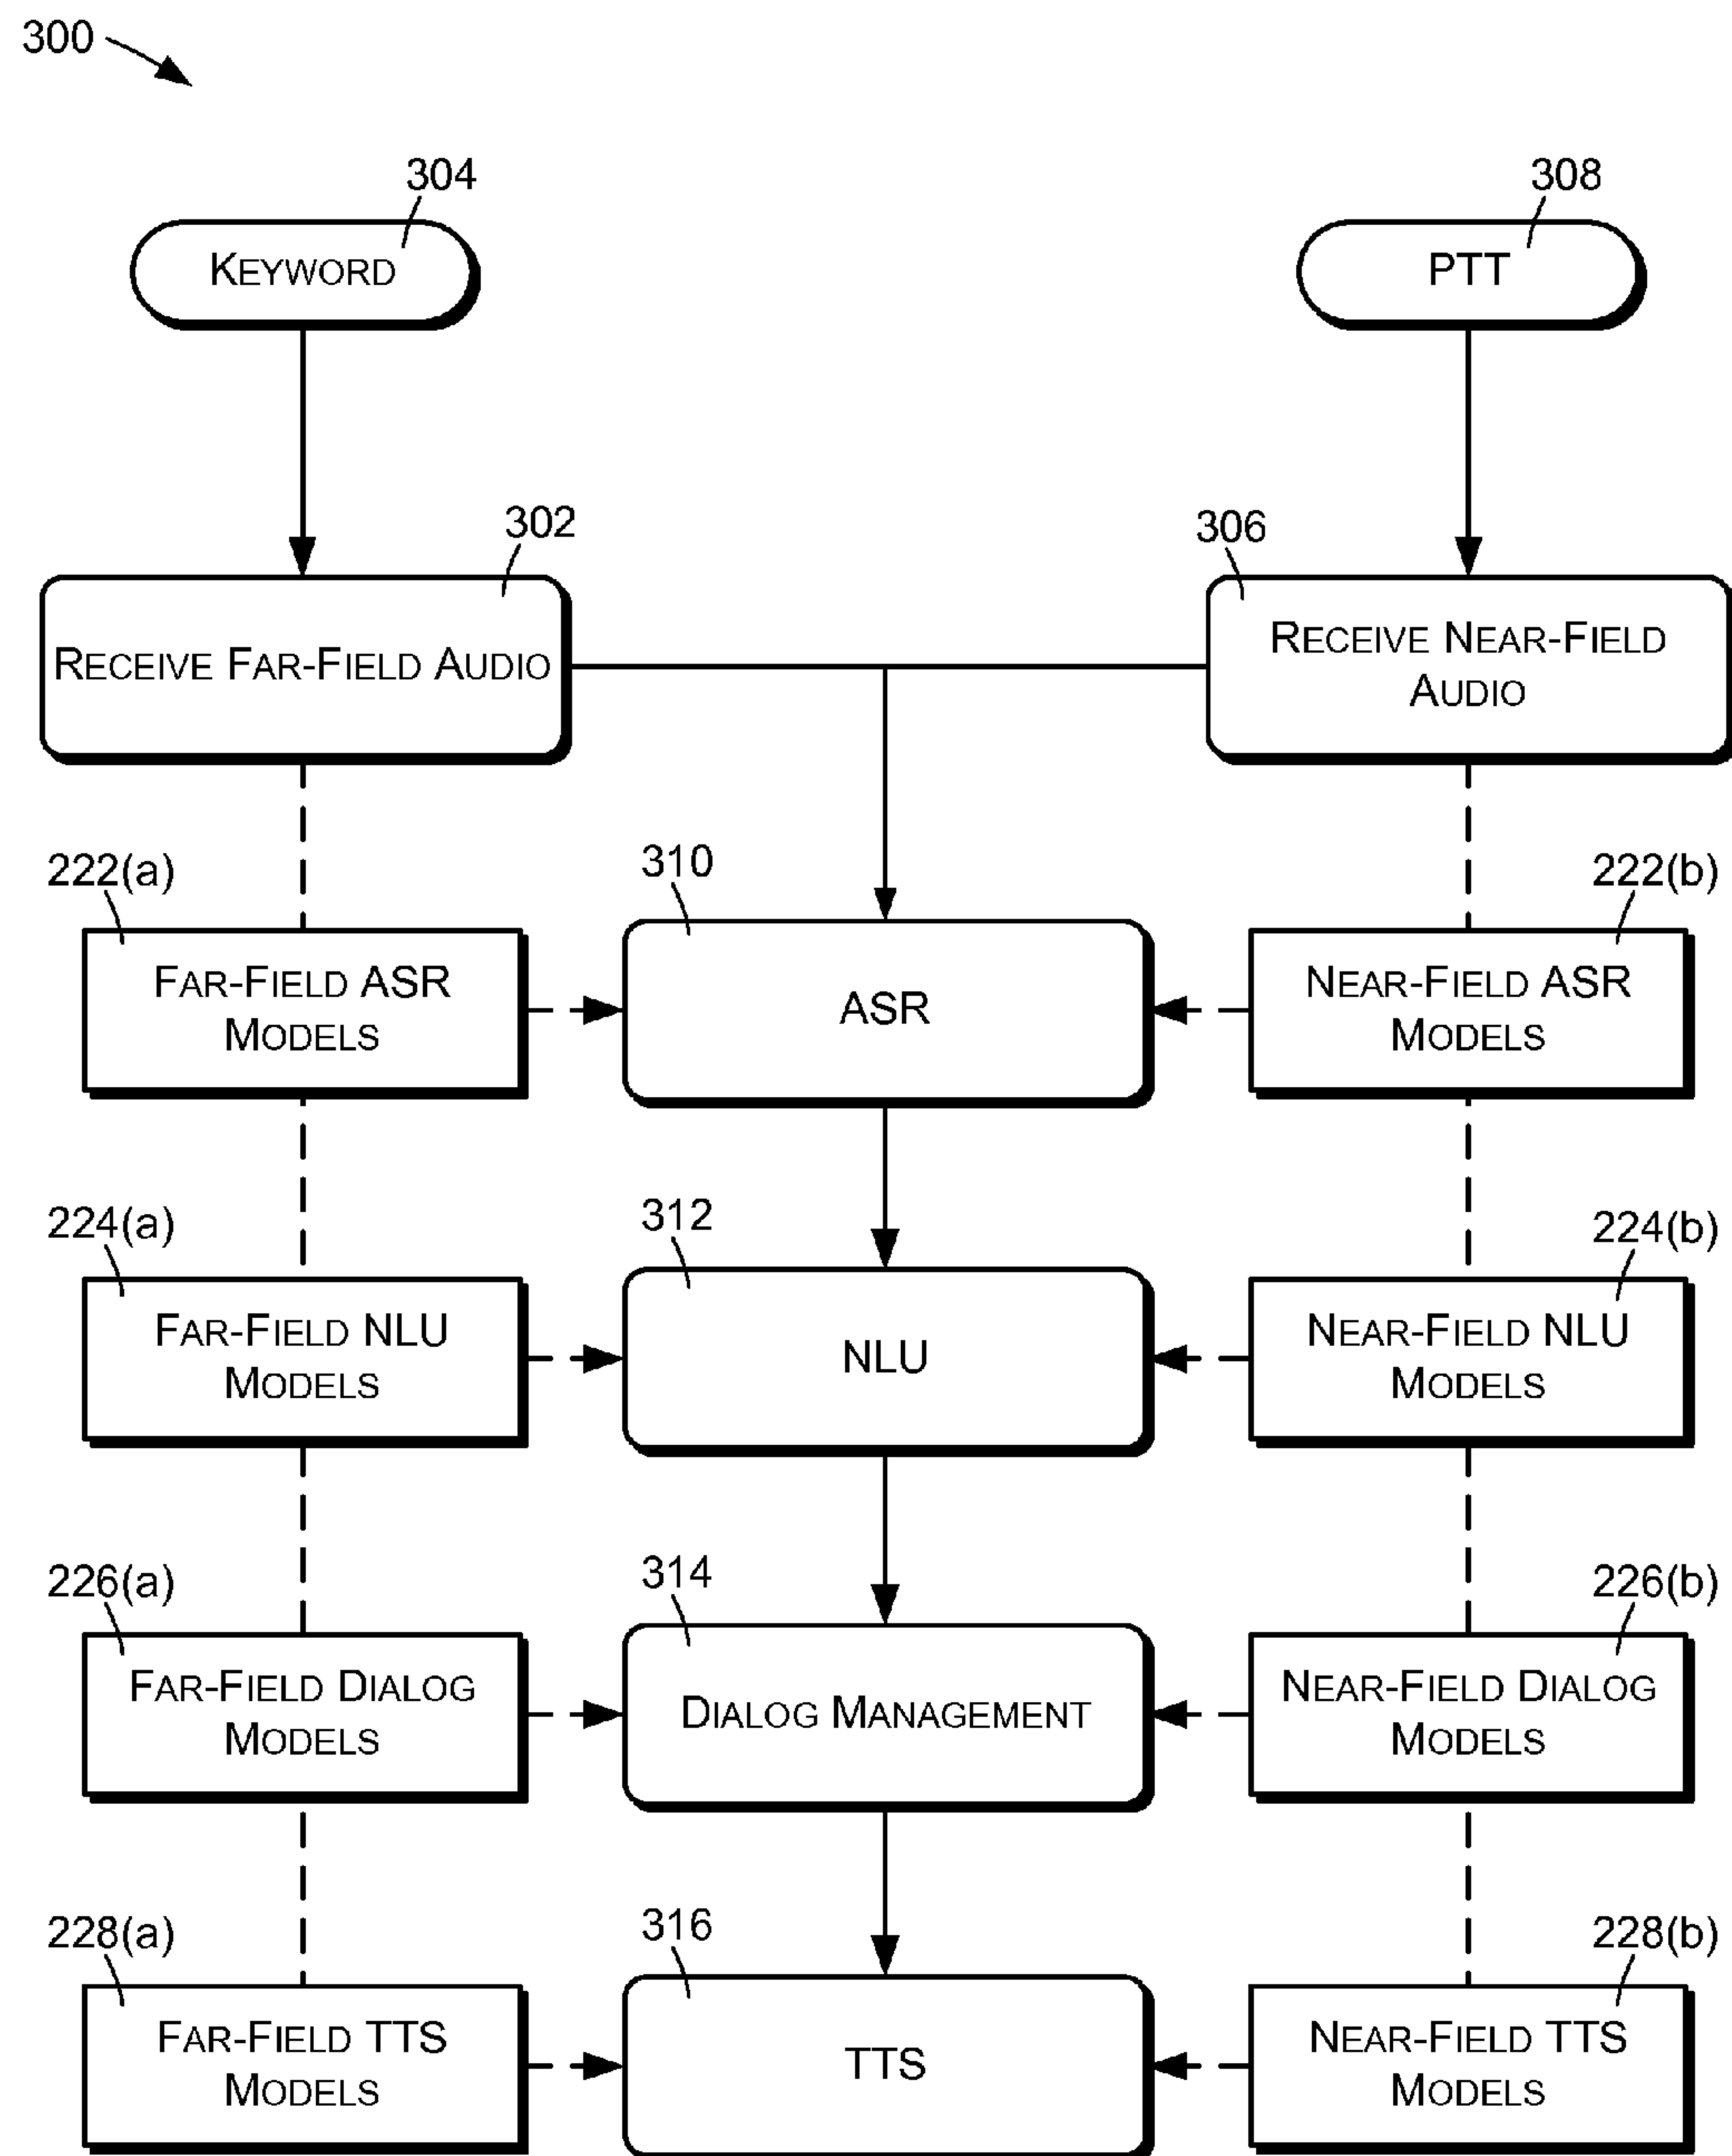 300
304
308
KEYWORD
PTT
302
306
RECEIVE FAR-FIELD AUDIO
RECEIVE NEAR-FIELD
AUDIO
222(a)
310
222(b)
FAR-FIELD ASR
MODELS
ASR
NEAR-FIELD ASR
MODELS
224(a)
312
224(b)
FAR-FIELD NLU
MODELS
NLU
NEAR-FIELD NLU
MODELS
226(a)
314
226(b)
FAR-FIELD DIALOG
MODELS
DIALOG MANAGEMENT
NEAR-FIELD DIALOG
MODELS
228(a)
316
228(b)
FAR-FIELD TTS
MODELS
TTS
NEAR-FIELD TTS
MODELS